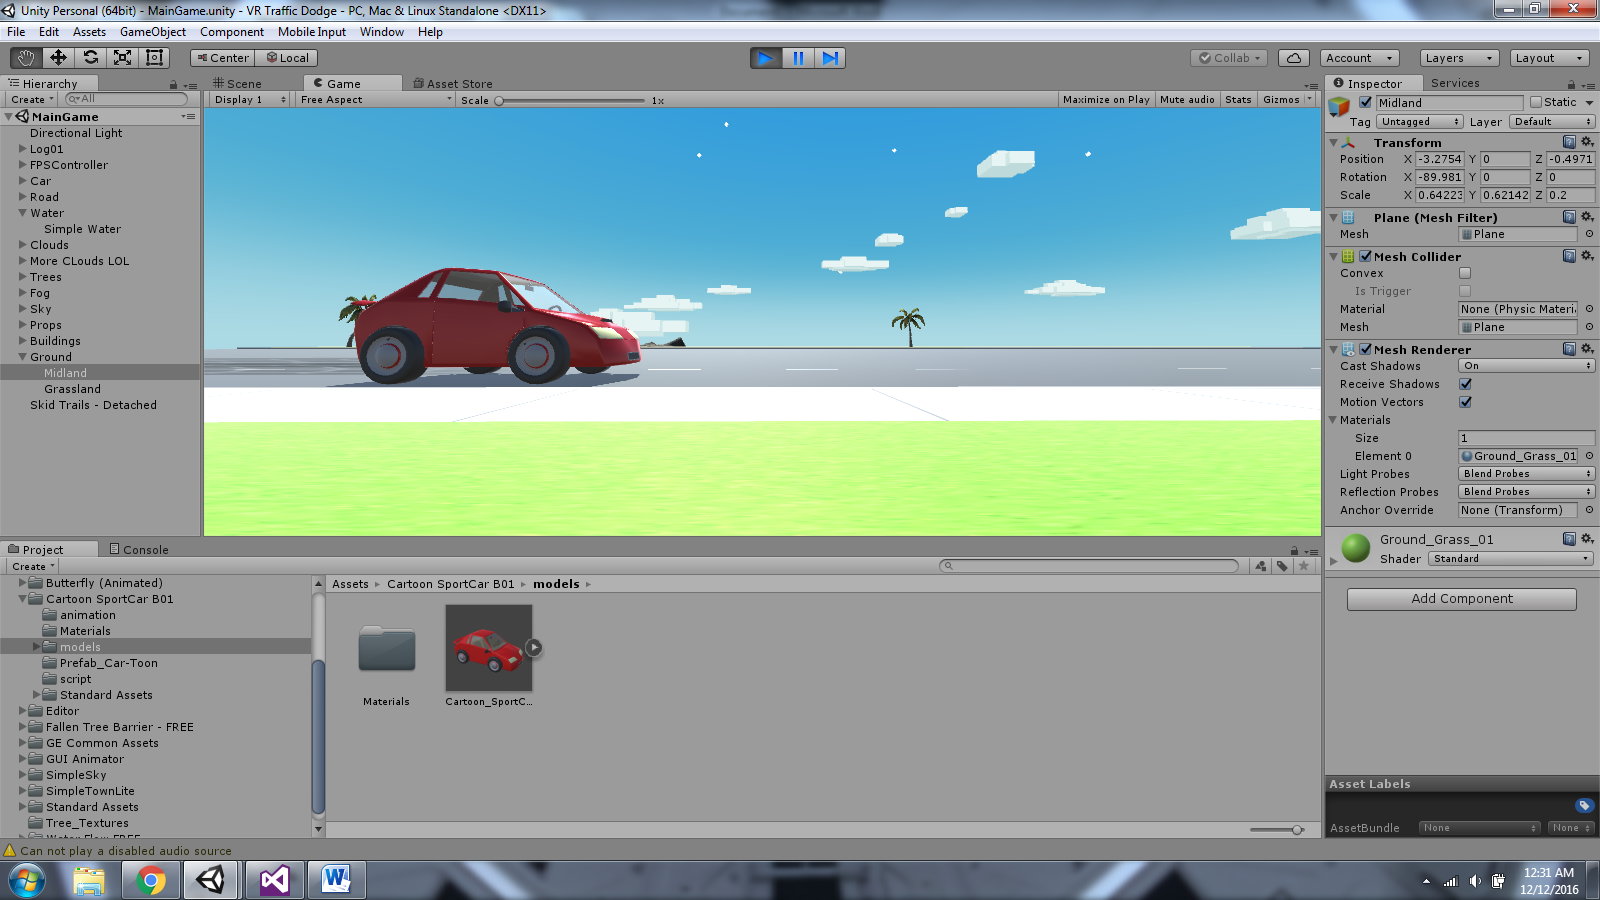 Unity Personal (64bit) - MainGame.unity - VR Traffic Dodge - PC, Mac & Linux Standalone <DX11>
File Edit Assets GameObject Component Mobile Input Window Help
Center Local Collab Account Layers Layout
Hierarchy
Create All
MainGame
Directional Light
Log01
FPSController
Car
Road
Water
Simple Water
Clouds
More CLouds LOL
Trees
Fog
Sky
Props
Buildings
Ground
Midland
Grassland
Skid Trails - Detached
Scene Game Asset Store
Display 1 Free Aspect Scale 1x Maximize on Play Mute audio Stats Gizmos
Inspector Services
Midland Static
Tag Untagged Layer Default
Transform
Position X -3.2754 Y 0 Z -0.4971
Rotation X -89.981 Y 0 Z 0
Scale X 0.64223 Y 0.62142 Z 0.2
Plane (Mesh Filter)
Mesh Plane
Mesh Collider
Convex
Is Trigger
Material None (Physic Materi
Mesh Plane
Mesh Renderer
Cast Shadows On
Receive Shadows
Motion Vectors
Materials
Size 1
Element 0 Ground_Grass_01
Light Probes Blend Probes
Reflection Probes Blend Probes
Anchor Override None (Transform)
Ground_Grass_01
Shader Standard
Add Component
Asset Labels
AssetBundle None None
Project Console
Create
Butterfly (Animated)
Cartoon SportCar B01
animation
Materials
models
Prefab_Car-Toon
script
Standard Assets
Editor
Fallen Tree Barrier - FREE
GE Common Assets
GUI Animator
SimpleSky
SimpleTownLite
Standard Assets
Tree_Textures
Assets Cartoon SportCar B01 models
Materials Cartoon_SportC...
Can not play a disabled audio source
12:31 AM
12/12/2016